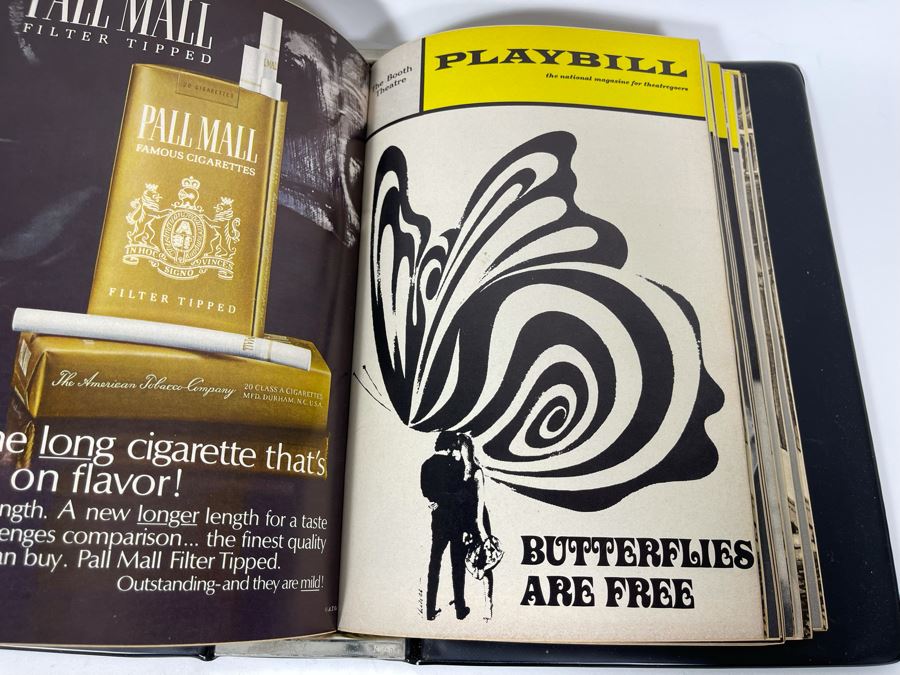 PALL MALL
FILTER TIPPED
20 CIGARETTES
PALL MALL
FAMOUS CIGARETTES
IN HOC
SIGNO
VINCES
FILTER TIPPED
The American Tobacco Company
20 CLASS A CIGARETTES
MFD. DURHAM, N.C. U.S.A.
long cigarette that's
on flavor!
A new longer length for a taste
comparison... the finest quality
buy. Pall Mall Filter Tipped.
Outstanding-and they are mild!
The Booth
Theatre
PLAYBILL
the national magazine for theatregoers
BUTTERFLIES
ARE FREE